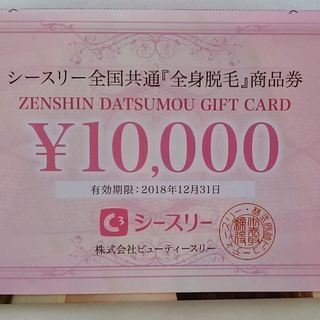 シースリー全国共通『全身脱毛』商品券
ZENSHIN DATSUMOU GIFT CARD
¥10,000
有効期限:2018年12月31日
C3 シースリー
株式会社ビューティースリー